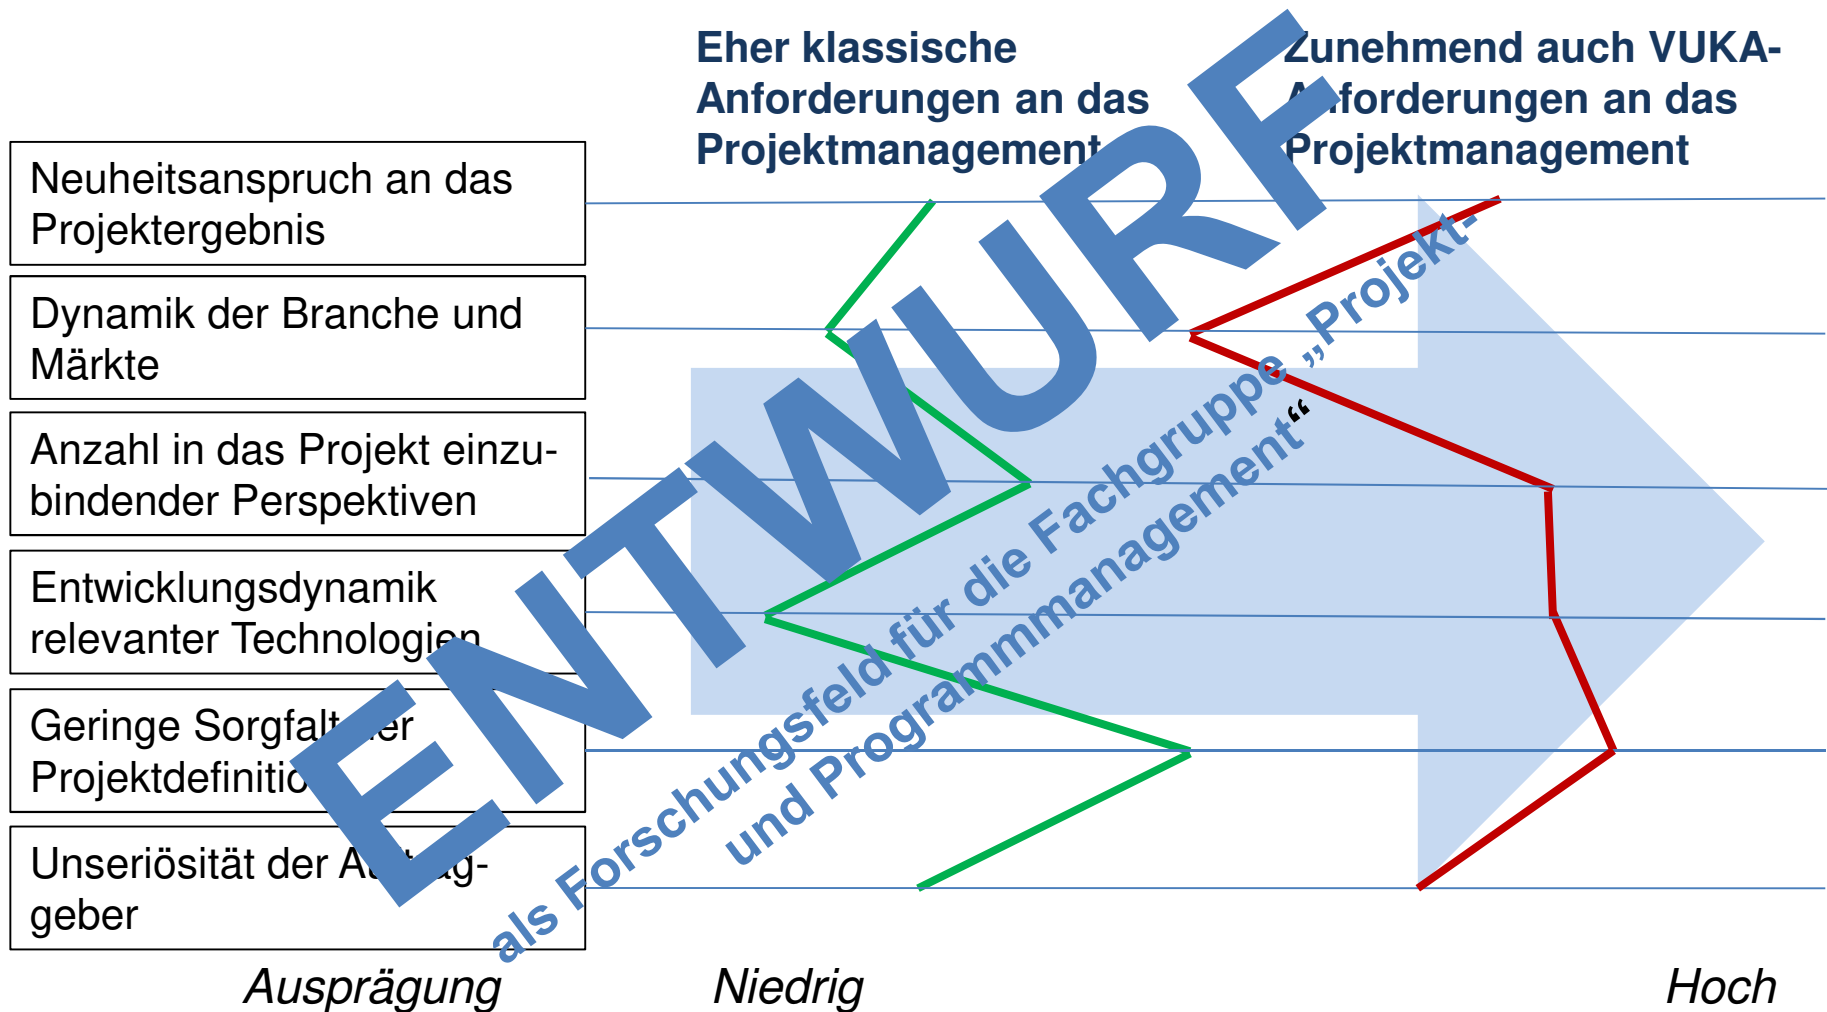 Eher klassische
Anforderungen an das
Projektmanagement
Zunehmend auch VUKA-
Anforderungen an das
Projektmanagement
Neuheitsanspruch an das
Projektergebnis
Dynamik der Branche und
Märkte
Anzahl in das Projekt einzu-
bindender Perspektiven
Entwicklungsdynamik
relevanter Technologien
Geringe Sorgfalt der
Projektdefinition
Unseriösität der Auftrag-
geber
ENTWURF
als Forschungsfeld für die Fachgruppe „Projekt-
und Programmmanagement“
Ausprägung Niedrig Hoch